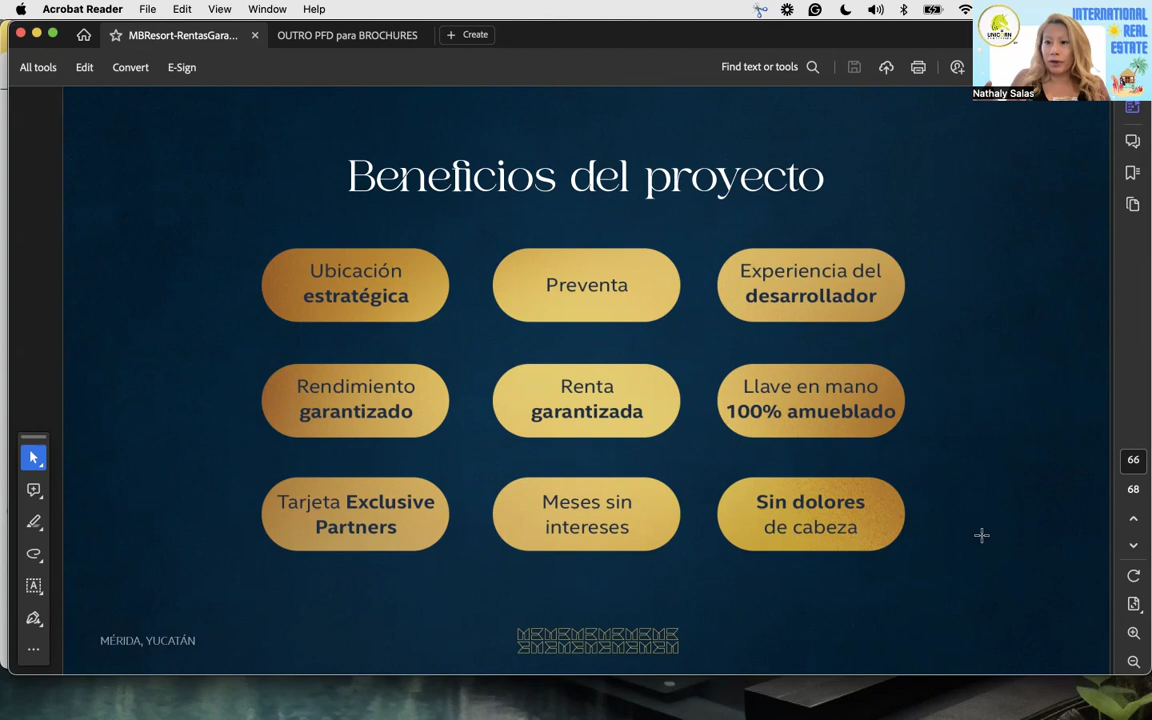 Acrobat Reader File Edit View Window Help
MBResort-RentasGara... × OUTRO PFD para BROCHURES + Create
All tools Edit Convert E-Sign
Find text or tools
INTERNATIONAL
REAL
ESTATE
UNICORN
Nathaly Salas
Beneficios del proyecto
Ubicación
estratégica
Preventa
Experiencia del
desarrollador
Rendimiento
garantizado
Renta
garantizada
Llave en mano
100% amueblado
Tarjeta Exclusive
Partners
Meses sin
intereses
Sin dolores
de cabeza
66
68
MÉRIDA, YUCATÁN